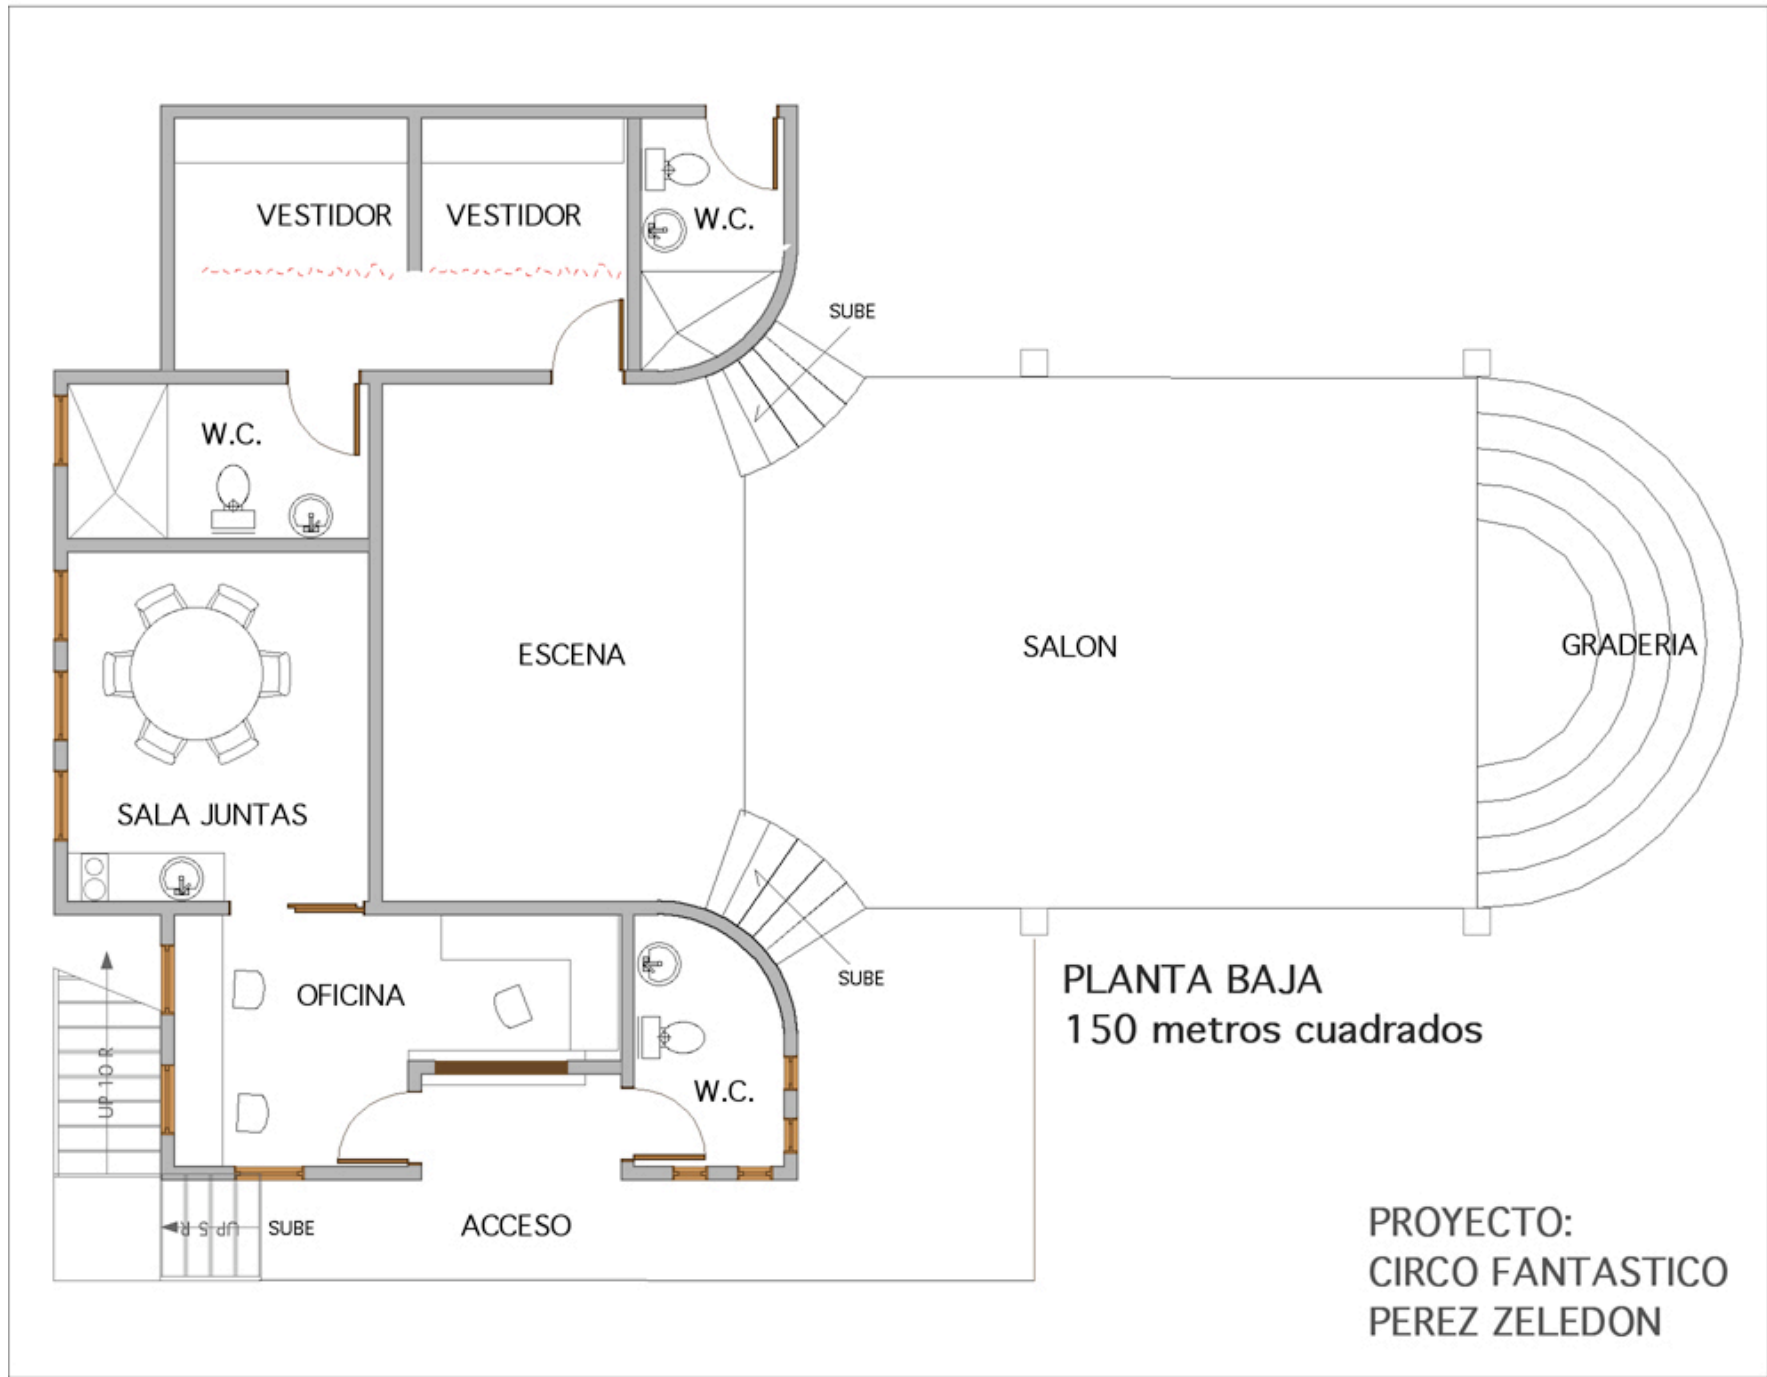 VESTIDOR
VESTIDOR
W.C.
SUBE
W.C.
ESCENA
SALON
GRADERIA
SALA JUNTAS
OFICINA
SUBE
PLANTA BAJA
150 metros cuadrados
UP 10 R
W.C.
UP 5 R
SUBE
ACCESO
PROYECTO:
CIRCO FANTASTICO
PEREZ ZELEDON